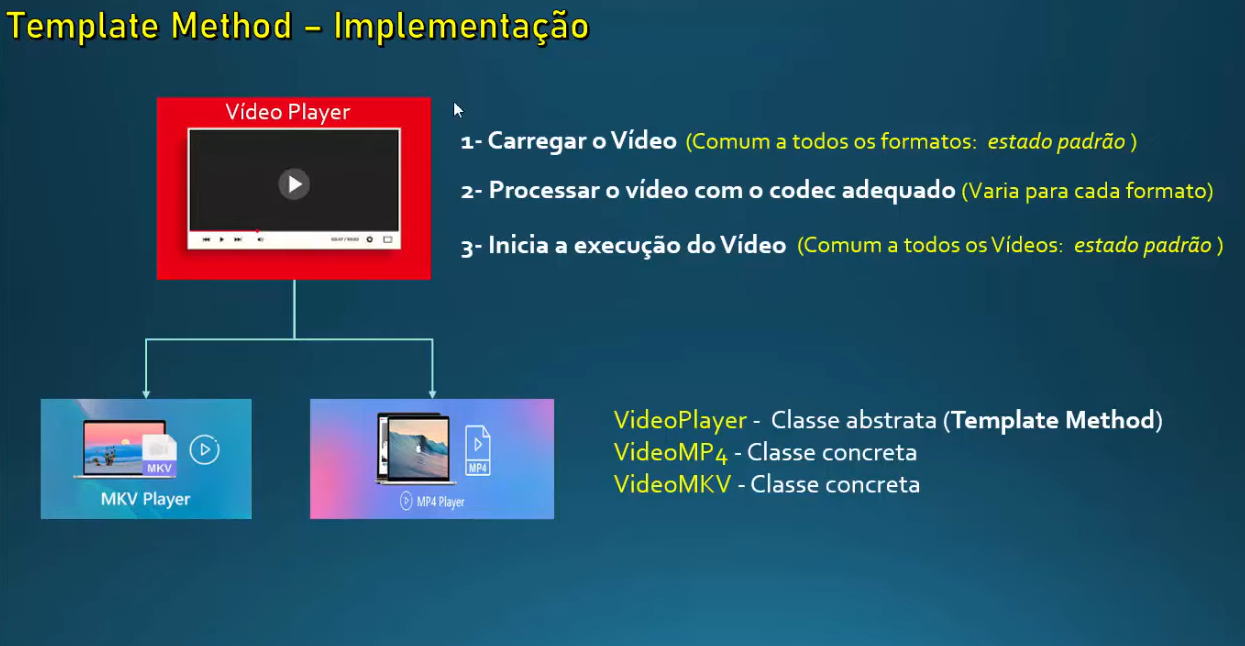 Template Method – Implementação
Vídeo Player
1- Carregar o Vídeo (Comum a todos os formatos: estado padrão )
2- Processar o vídeo com o codec adequado (Varia para cada formato)
3- Inicia a execução do Vídeo (Comum a todos os Vídeos: estado padrão )
MKV
MKV Player
MP4
MP4 Player
VideoPlayer - Classe abstrata (Template Method)
VideoMP4 - Classe concreta
VideoMKV - Classe concreta